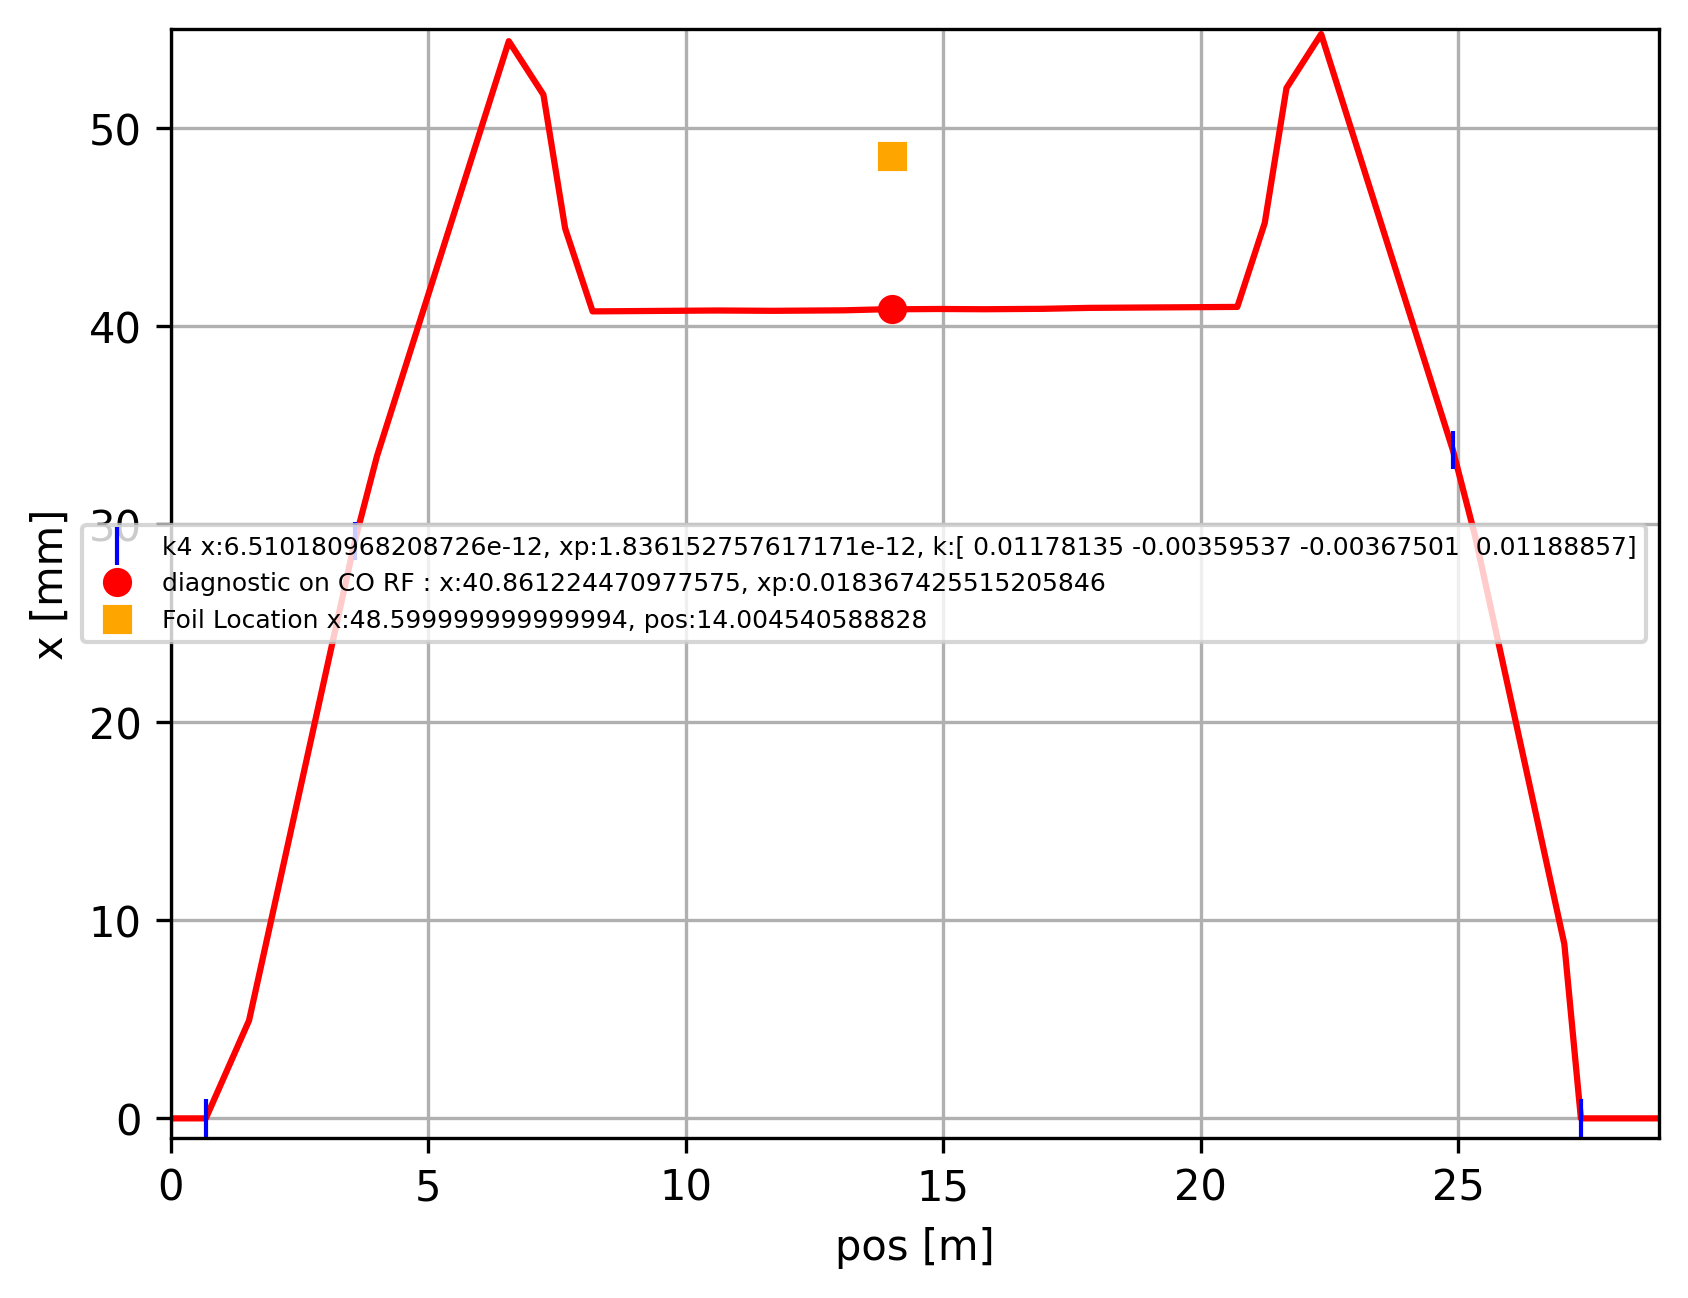 50
40
30
20
10
0
x [mm]
k4 x:6.510180968208726e-12, xp:1.836152757617171e-12, k:[ 0.01178135 -0.00359537 -0.00367501  0.01188857]
diagnostic on CO RF : x:40.861224470977575, xp:0.018367425515205846
Foil Location x:48.599999999999994, pos:14.004540588828
0 5 10 15 20 25
pos [m]